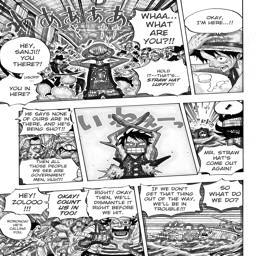 OKAY,
I'M HERE...!!
WHAA...
WHAT
ARE
YOU?!!
HEY,
SANJI!!
YOU
IN HERE?
HOLD
IT--THAT'S...
STRAW HAT
LUFFY!!
HE SAYS NONE
OF OURS ARE IN
THERE, AND HE'S
BEING SHOT!!
THEN ALL
THOSE PEOPLE
WE SEE ARE
GOVERNMENT
MEN, HUH?!
MR. STRAW
HAT'S
COME OUT
AGAIN!
SO
WHAT
DO WE
DO?
IF WE DON'T
GET THAT THING
OUT OF THE WAY,
WE'LL BE IN
TROUBLE!!!
RIGHT! OKAY
THEN, WE'LL
DISMANTLE IT
RIGHT BEFORE
WE HIT.
OKAY!
COUNT
US IN
TOO!
HEY!
ZOLOOO~
!!!
HE'S
CALLING
YOU.